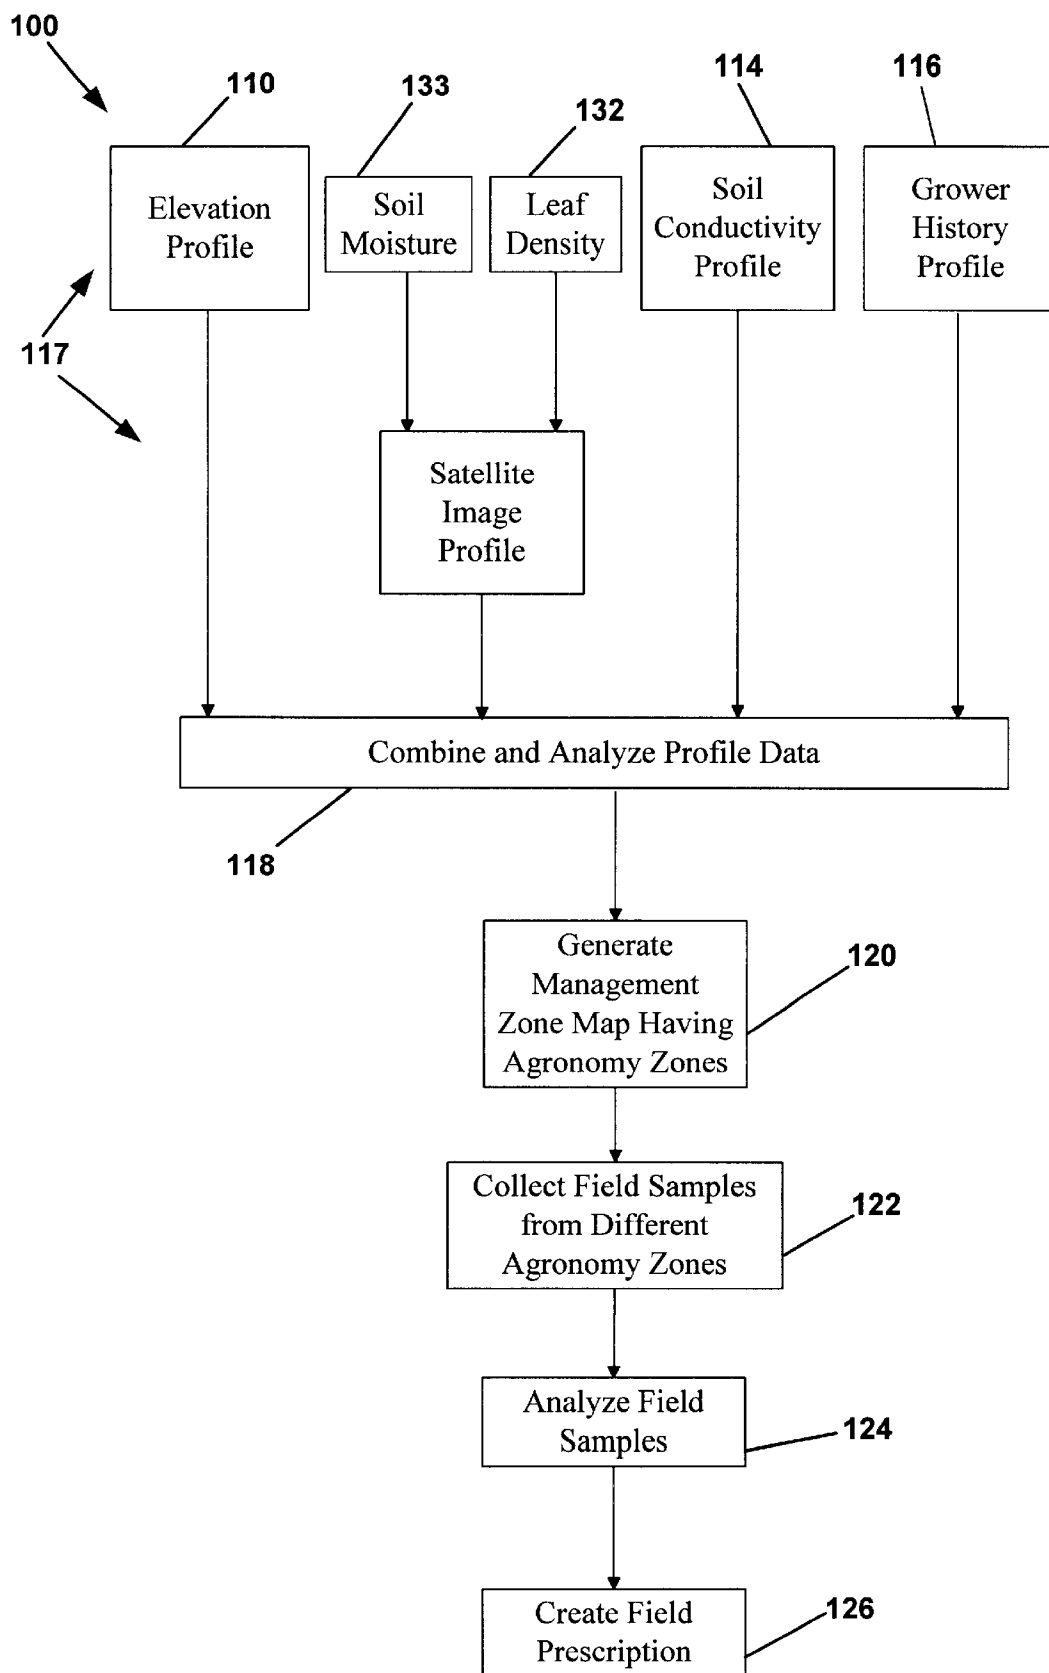 100
110
133
132
114
116
Elevation
Profile
Soil
Moisture
Leaf
Density
Soil
Conductivity
Profile
Grower
History
Profile
117
Satellite
Image
Profile
Combine and Analyze Profile Data
118
Generate
Management
Zone Map Having
Agronomy Zones
120
Collect Field Samples
from Different
Agronomy Zones
122
Analyze Field
Samples
124
Create Field
Prescription
126